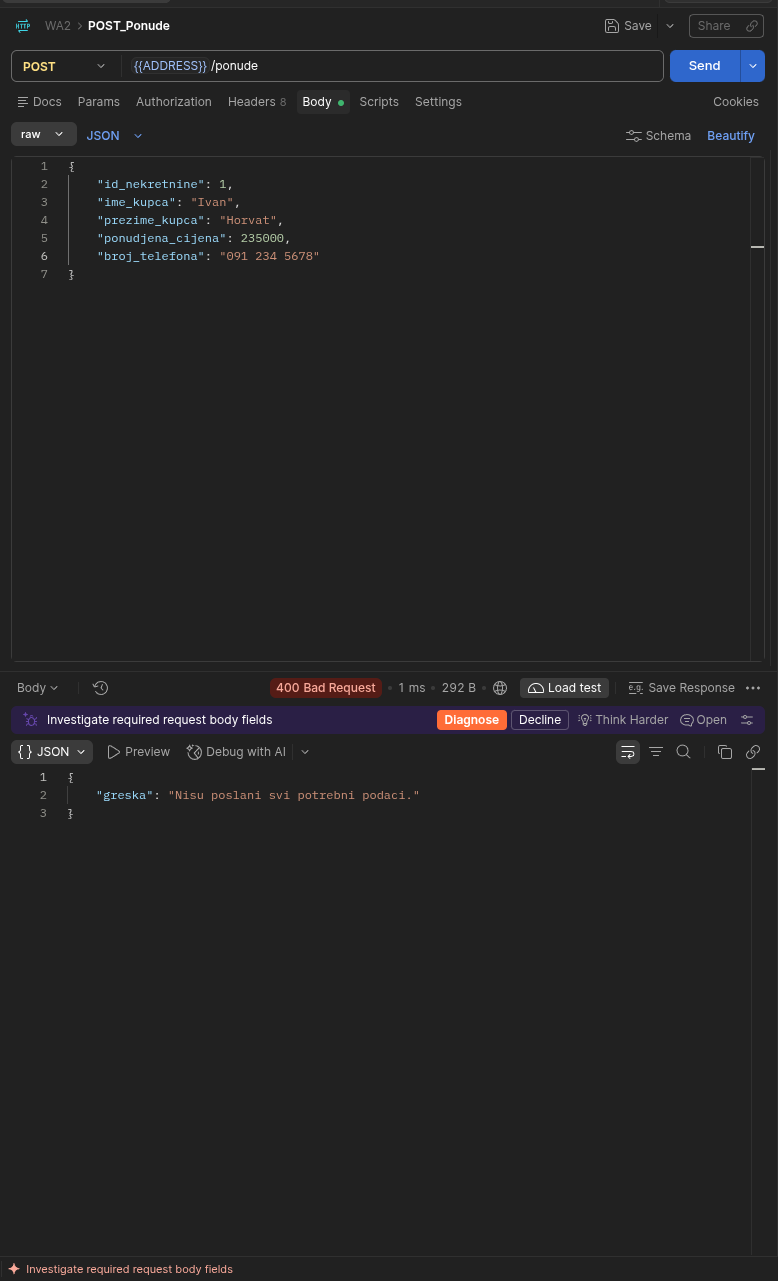 HTTP WA2 > POST_Ponude Save Share
POST {{ADDRESS}} /ponude Send
Docs Params Authorization Headers 8 Body Scripts Settings Cookies
raw JSON Schema Beautify
1 {
2 "id_nekretnine": 1,
3 "ime_kupca": "Ivan",
4 "prezime_kupca": "Horvat",
5 "ponudjena_cijena": 235000,
6 "broj_telefona": "091 234 5678"
7 }
Body 400 Bad Request • 1 ms • 292 B • Load test e.g. Save Response •••
Investigate required request body fields Diagnose Decline Think Harder Open
{ } JSON Preview Debug with AI
1 {
2 "greska": "Nisu poslani svi potrebni podaci."
3 }
Investigate required request body fields